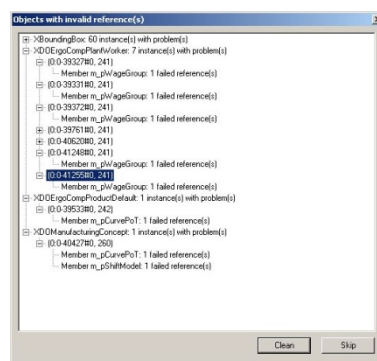 Objects with invalid reference(s)
XBoundingBox: 60 instance(s) with problem(s)
XDOErgoCompPlantWorker: 7 instance(s) with problem(s)
(0:0-39327#0, 241)
Member m_pWageGroup: 1 failed reference(s)
(0:0-39331#0, 241)
Member m_pWageGroup: 1 failed reference(s)
(0:0-39372#0, 241)
Member m_pWageGroup: 1 failed reference(s)
(0:0-39761#0, 241)
(0:0-40620#0, 241)
(0:0-41248#0, 241)
Member m_pWageGroup: 1 failed reference(s)
(0:0-41255#0, 241)
Member m_pWageGroup: 1 failed reference(s)
XDOErgoCompProductDefault: 1 instance(s) with problem(s)
(0:0-39533#0, 242)
Member m_pCurvePoT: 1 failed reference(s)
XDOManufacturingConcept: 1 instance(s) with problem(s)
(0:0-40427#0, 260)
Member m_pCurvePoT: 1 failed reference(s)
Member m_pShiftModel: 1 failed reference(s)
Clean Skip